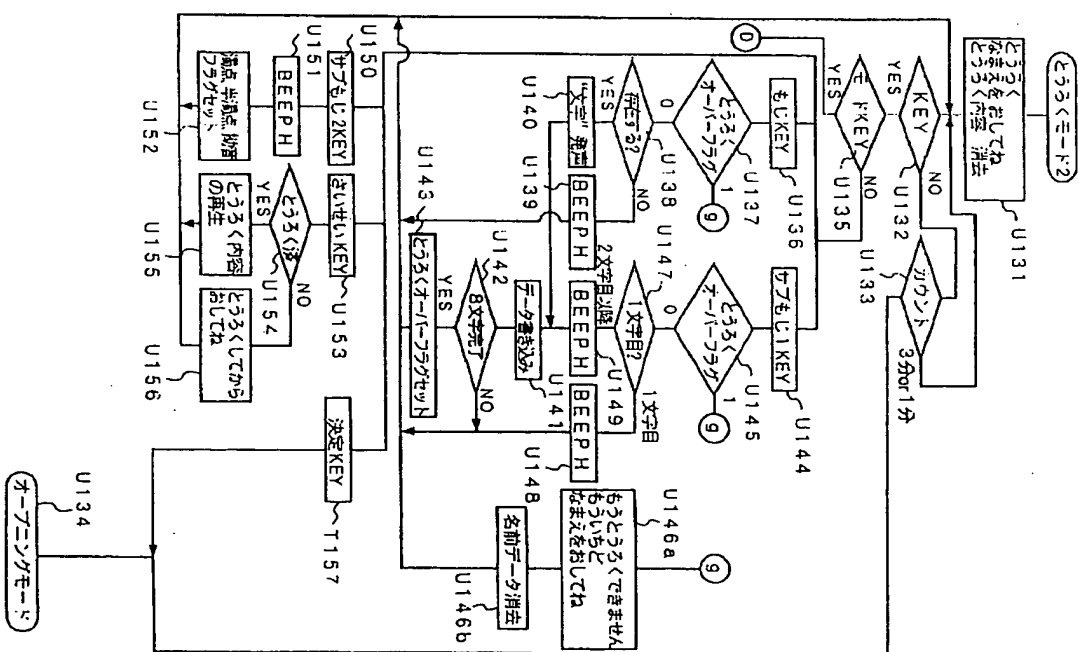 とうろくモード2
とうろく
なまえをおしてね
とうろく内容 消去
U131
KEY
NO
YES
U132
カウント
3分or1分
U133
モードKEY
NO
YES
U135
D
もじKEY
U136
とうろく
オーバーフラグ
0
1
U137
9
存在する?
YES
NO
U138
"文字"発声
U140
BEEPH
U139
サブもじ1KEY
U144
とうろく
オーバーフラグ
0
1
U145
9
1文字目?
2文字目以降
1文字目
U147
BEEPH
U149
BEEPH
U148
データ書き込み
U141
8文字完了
YES
NO
U142
とうろくオーバーフラグセット
U143
9
もうとうろくできません
もういちど
なまえをおしてね
U146a
名前データ消去
U146b
サブもじ2KEY
U150
BEEPH
U151
濁点 半濁点 拗音
フラグセット
U152
さいせいKEY
U153
とうろく済
YES
NO
U154
とうろく内容
の再生
U155
とうろくしてから
おしてね
U156
決定KEY
T157
U134
オープニングモード